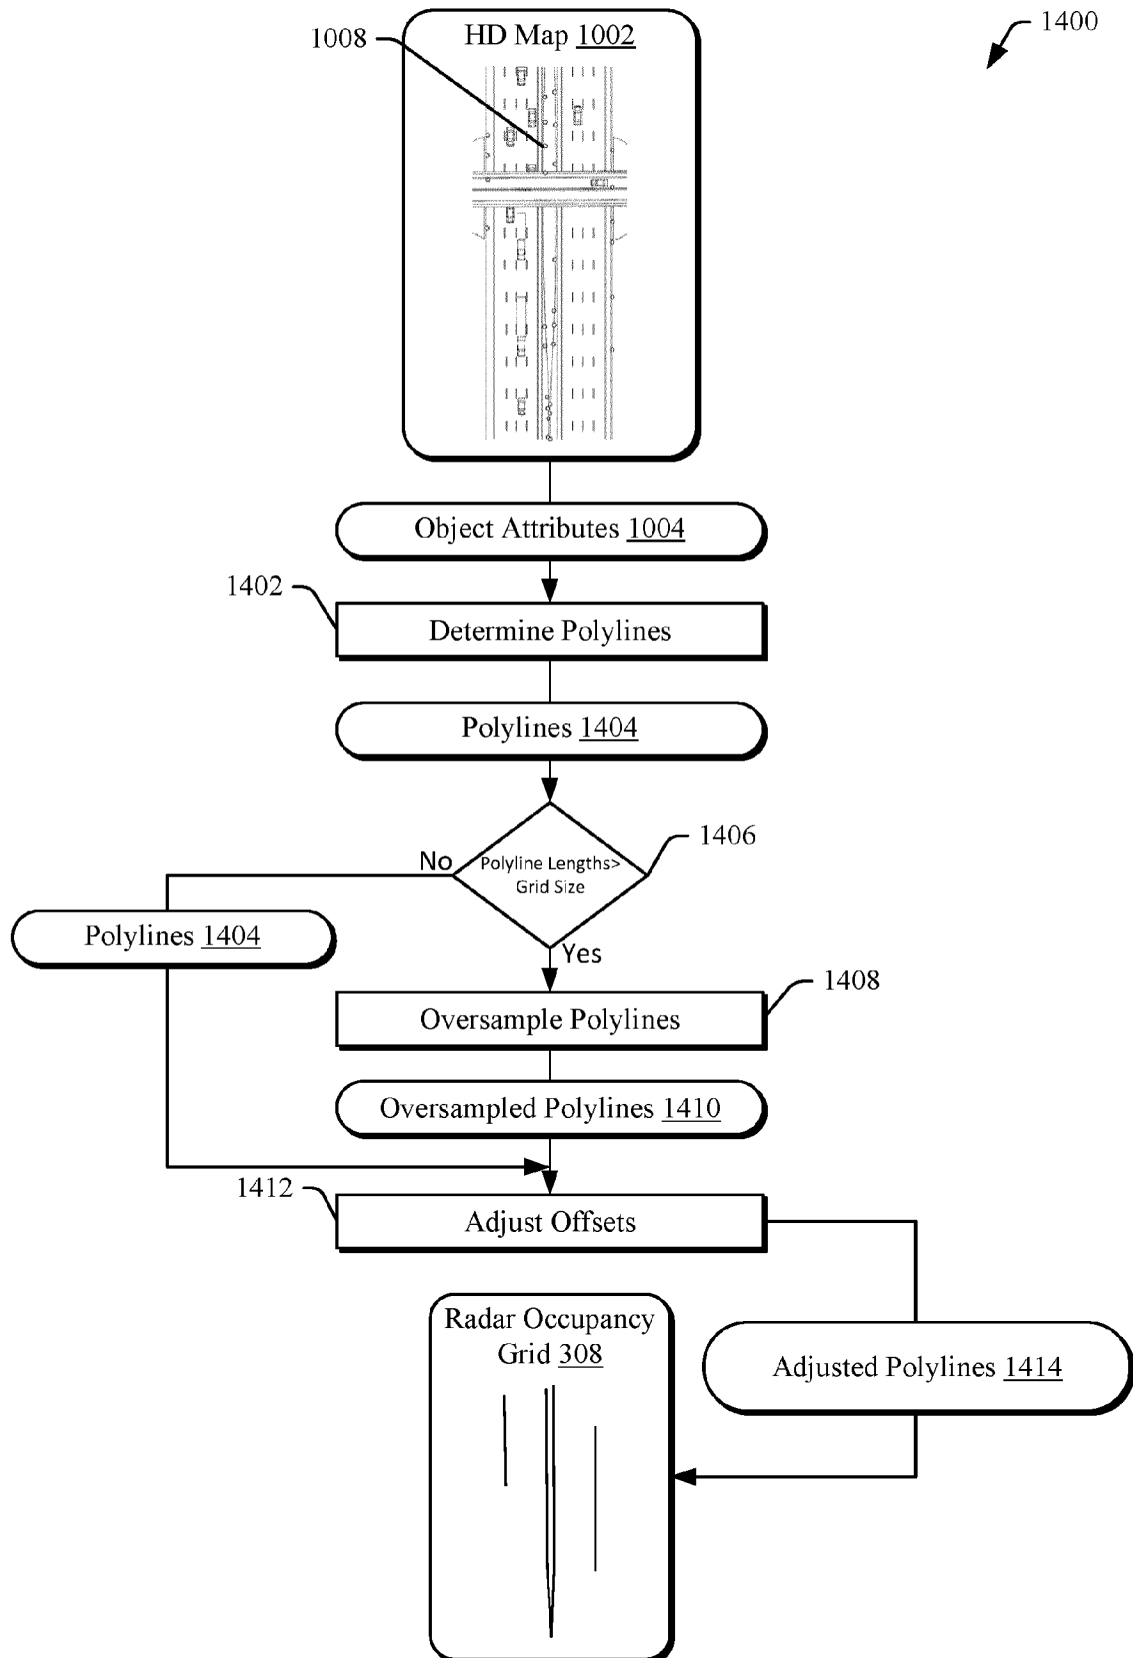 HD Map 1002
1008
1400
Object Attributes 1004
1402
Determine Polylines
Polylines 1404
1406
No
Polyline Lengths>
Grid Size
Polylines 1404
Yes
1408
Oversample Polylines
Oversampled Polylines 1410
1412
Adjust Offsets
Radar Occupancy
Grid 308
Adjusted Polylines 1414